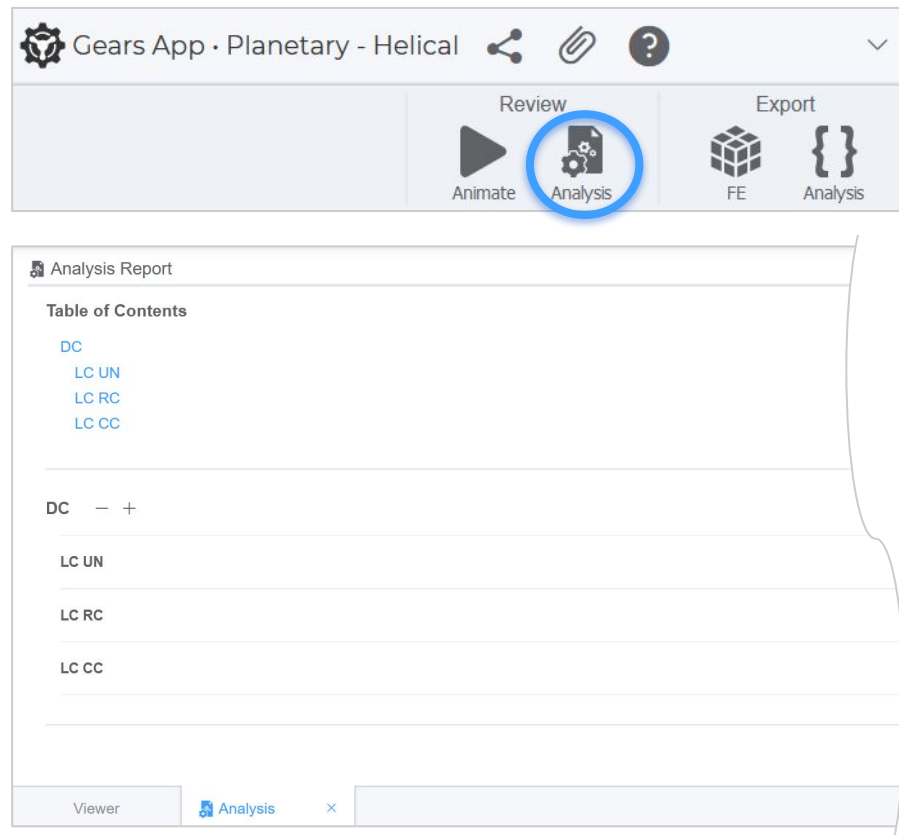 Gears App · Planetary - Helical
Review
Export
Animate
Analysis
FE
Analysis
Analysis Report
Table of Contents
DC
LC UN
LC RC
LC CC
DC − +
LC UN
LC RC
LC CC
Viewer
Analysis ×